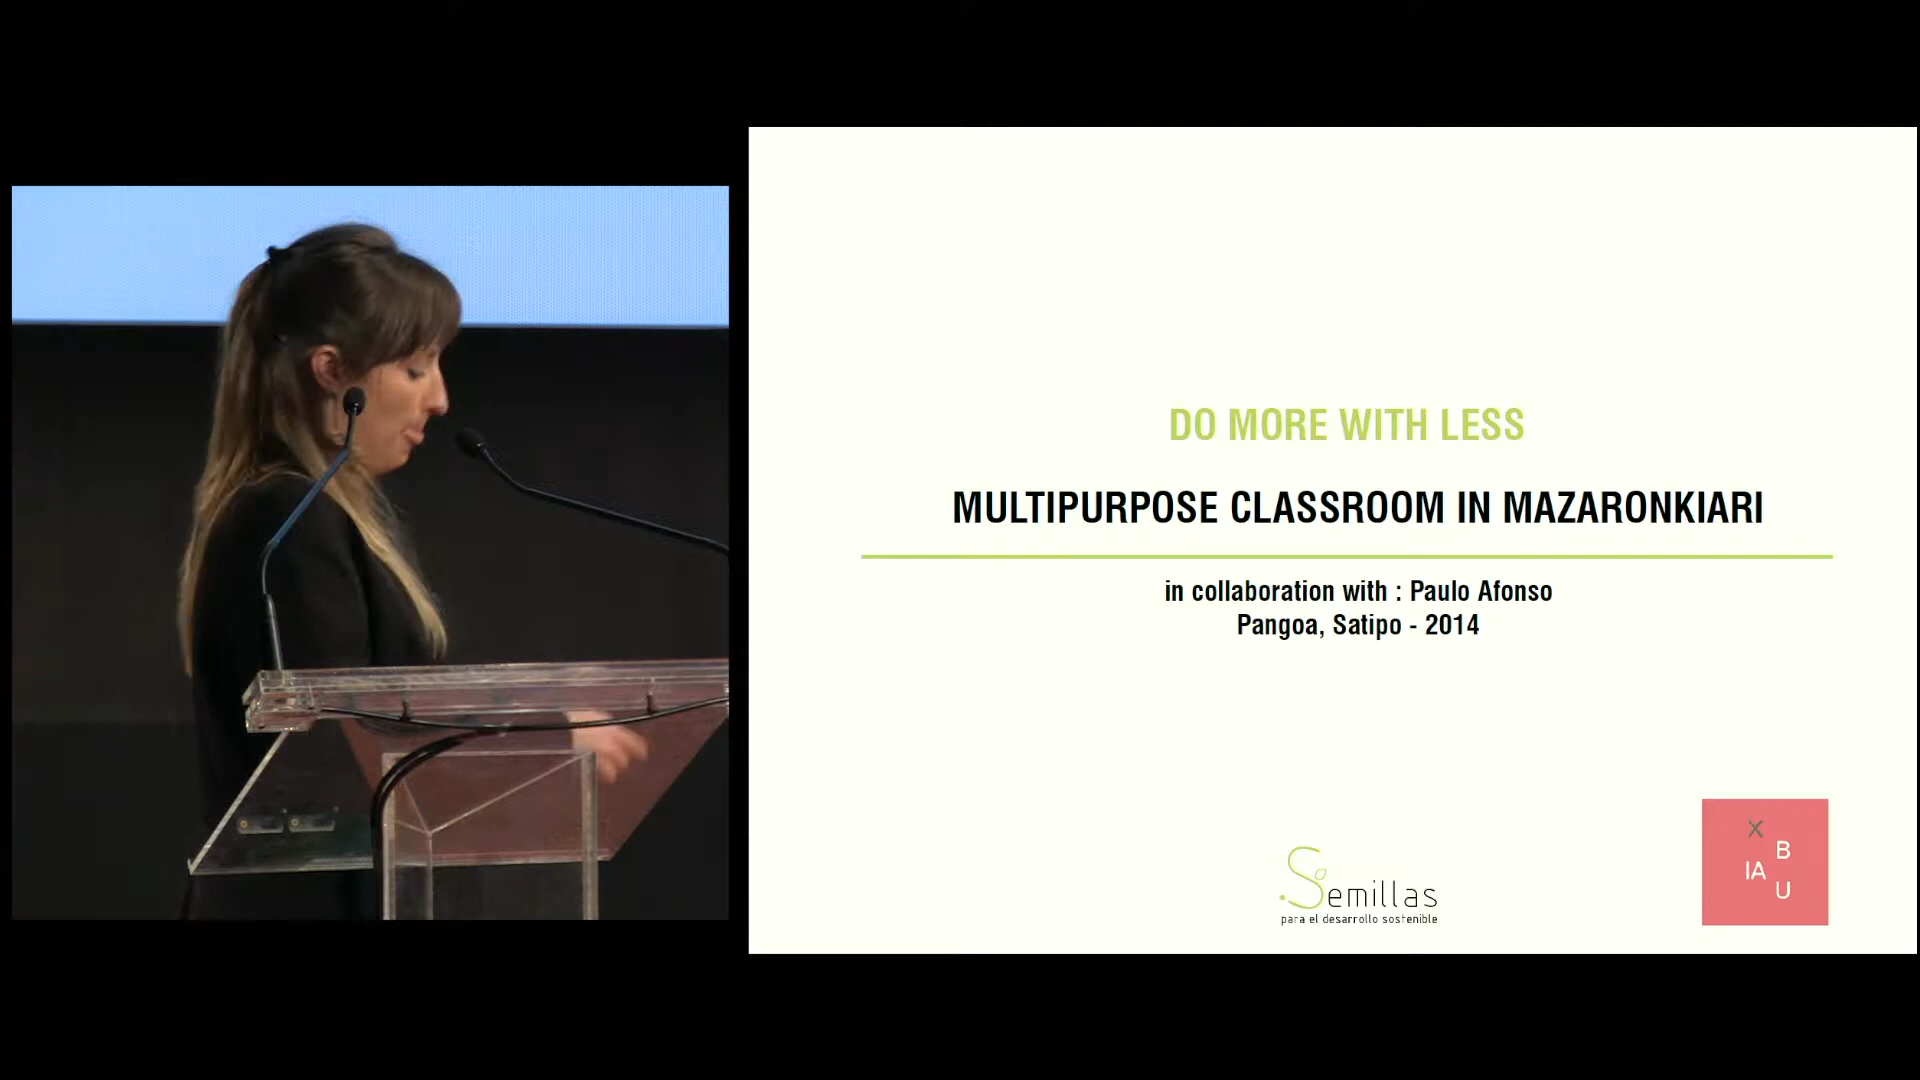 DO MORE WITH LESS
MULTIPURPOSE CLASSROOM IN MAZARONKIARI
in collaboration with : Paulo Afonso
Pangoa, Satipo - 2014
Semillas
para el desarrollo sostenible
X
B
IA
U